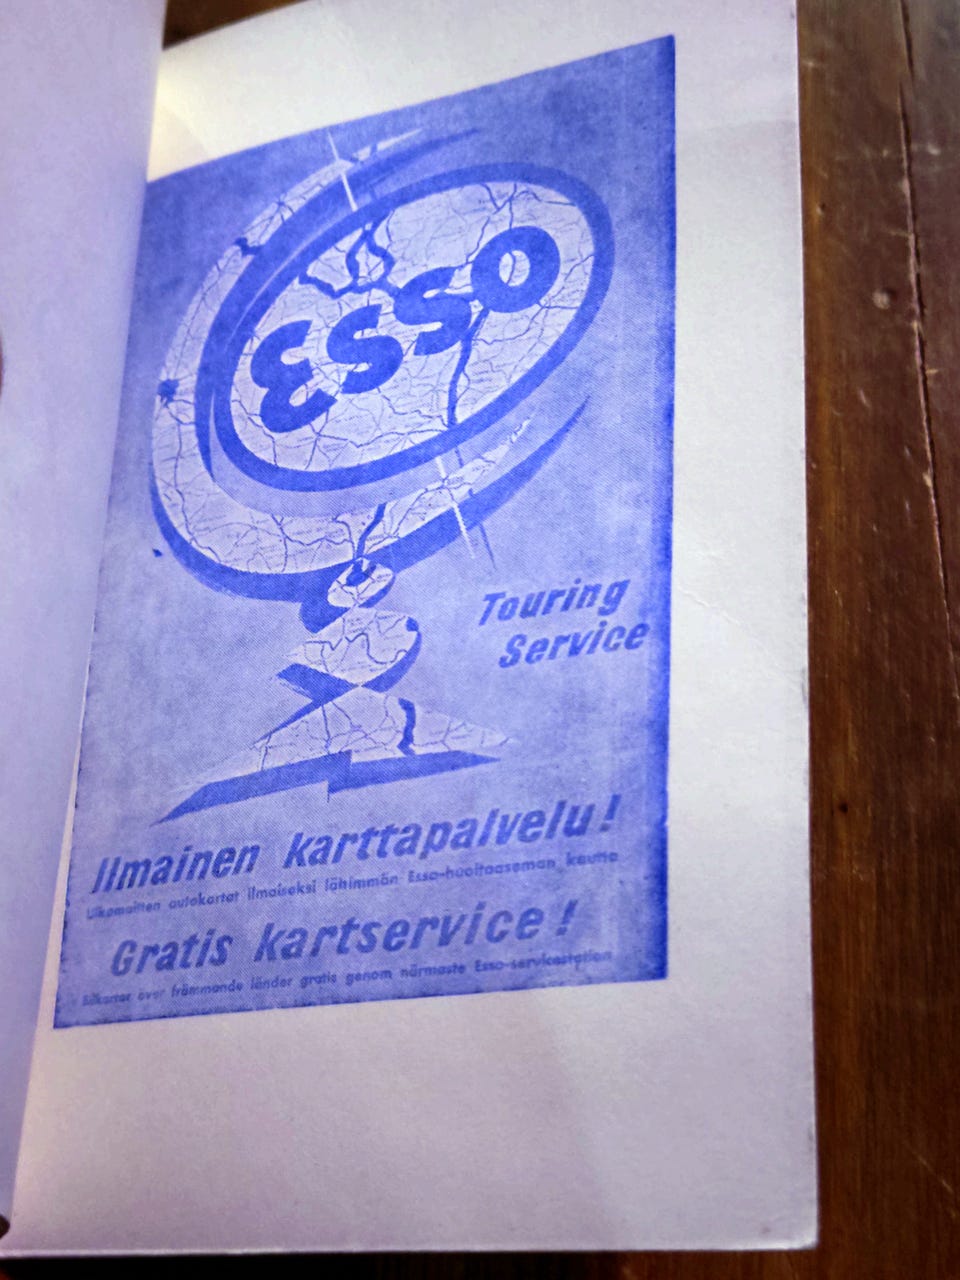 Esso
Touring
Service
Ilmainen karttapalvelu!
Ulkomaitten autokartat ilmaiseksi lähimmän Esso-huoltoaseman kautta
Gratis kartservice!
Bilkartor över främmande länder gratis genom närmaste Esso-servicestation